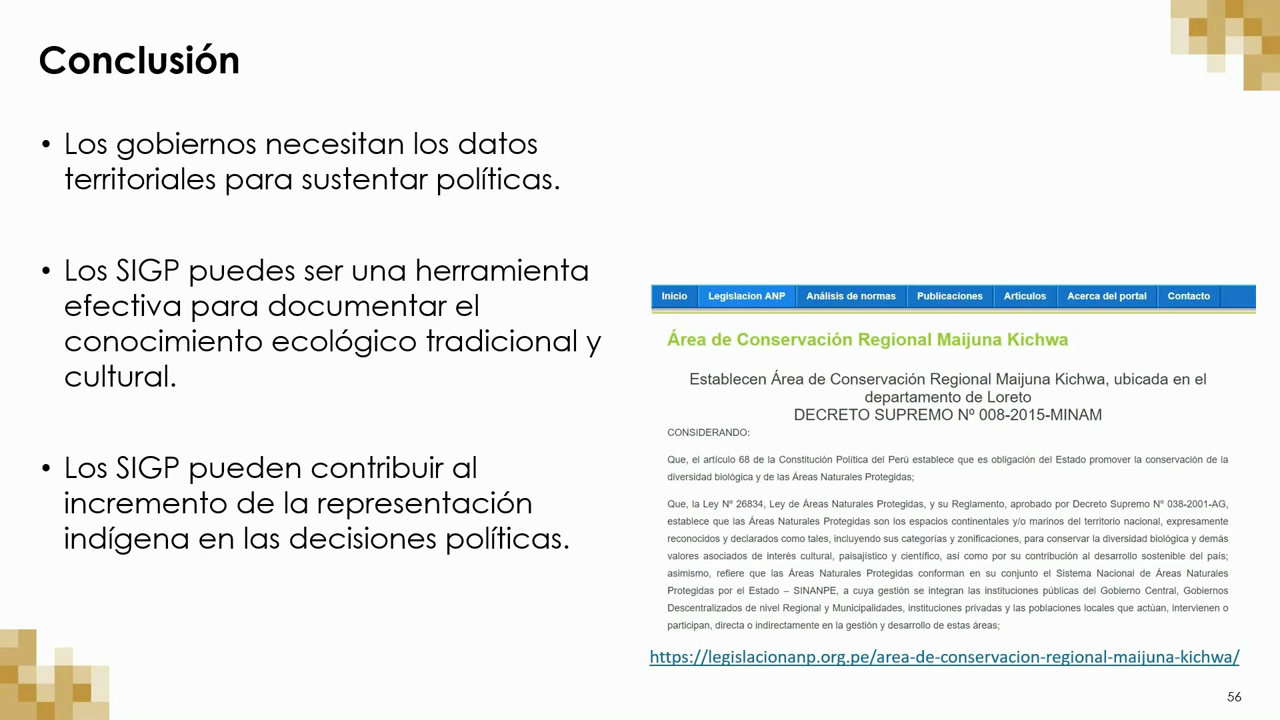 Conclusión
• Los gobiernos necesitan los datos
territoriales para sustentar políticas.
• Los SIGP puedes ser una herramienta
efectiva para documentar el
conocimiento ecológico tradicional y
cultural.
• Los SIGP pueden contribuir al
incremento de la representación
indígena en las decisiones políticas.
Inicio Legislacion ANP Análisis de normas Publicaciones Articulos Acerca del portal Contacto
Área de Conservación Regional Maijuna Kichwa
Establecen Área de Conservación Regional Maijuna Kichwa, ubicada en el
departamento de Loreto
DECRETO SUPREMO Nº 008-2015-MINAM
CONSIDERANDO:
Que, el artículo 68 de la Constitución Política del Perú establece que es obligación del Estado promover la conservación de la
diversidad biológica y de las Áreas Naturales Protegidas;
Que, la Ley Nº 26834, Ley de Áreas Naturales Protegidas, y su Reglamento, aprobado por Decreto Supremo Nº 038-2001-AG,
establece que las Áreas Naturales Protegidas son los espacios continentales y/o marinos del territorio nacional, expresamente
reconocidos y declarados como tales, incluyendo sus categorías y zonificaciones, para conservar la diversidad biológica y demás
valores asociados de interés cultural, paisajístico y científico, así como por su contribución al desarrollo sostenible del país;
asimismo, refiere que las Áreas Naturales Protegidas conforman en su conjunto el Sistema Nacional de Áreas Naturales
Protegidas por el Estado – SINANPE, a cuya gestión se integran las instituciones públicas del Gobierno Central, Gobiernos
Descentralizados de nivel Regional y Municipalidades, instituciones privadas y las poblaciones locales que actúan, intervienen o
participan, directa o indirectamente en la gestión y desarrollo de estas áreas;
https://legislacionanp.org.pe/area-de-conservacion-regional-maijuna-kichwa/
56